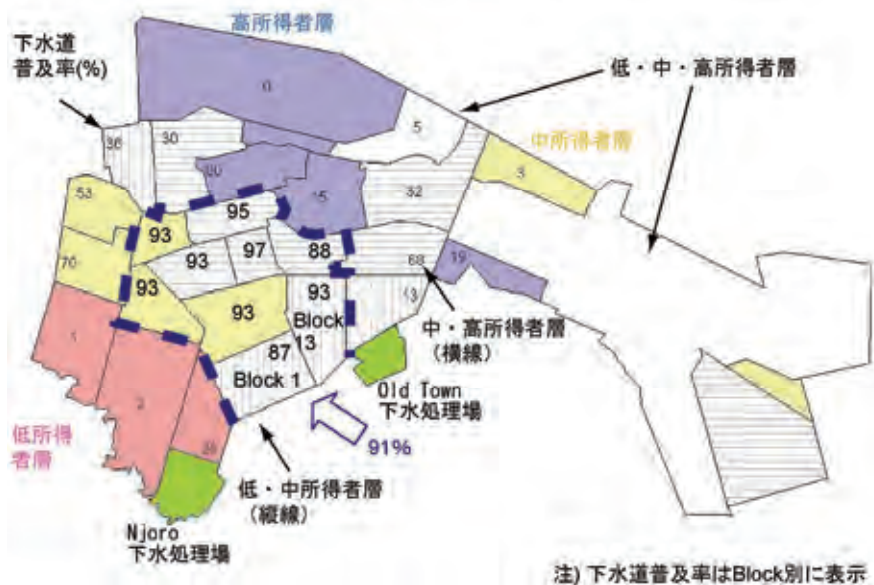 高所得者層
下水道
普及率(%)
低・中・高所得者層
0
5
36
30
中所得者層
3
80
15
32
53
95
93
97
88
93
68
19
70
93
93
93
13
Block
13
中・高所得者層
(横線)
1
87
Block 1
Old Town
下水処理場
2
91%
低所得
者層
低・中所得者層
(縦線)
Njoro
下水処理場
注) 下水道普及率はBlock別に表示